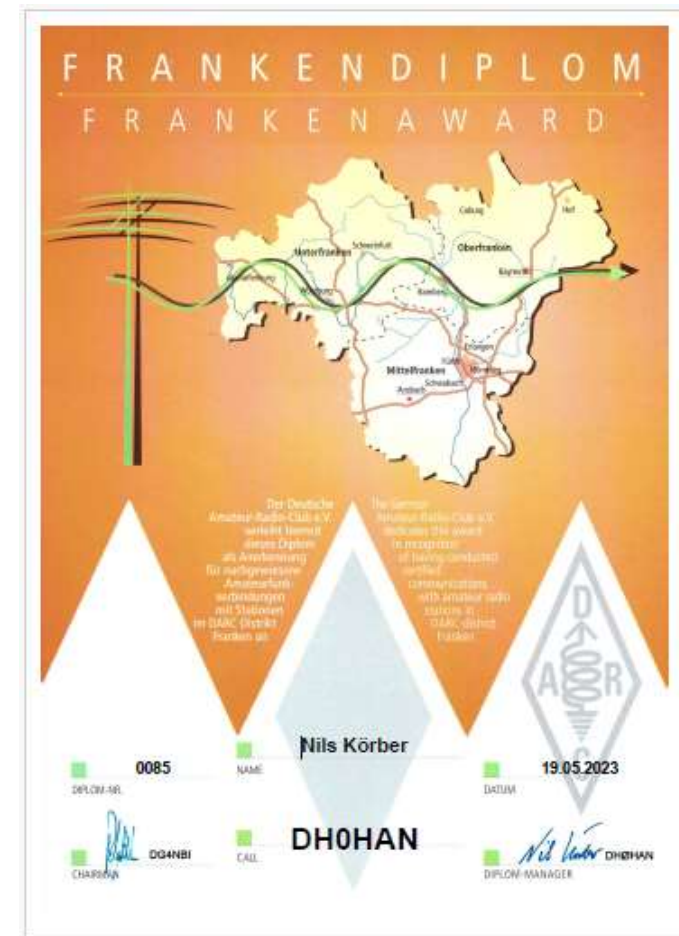 FRANKENDIPLOM
FRANKENAWARD
Coburg
Hof
Unterfranken
Schweinfurt
Oberfranken
Bayreuth
Aschaffenburg
Würzburg
Bamberg
Erlangen
Fürth
Mittelfranken
Nürnberg
Schwabach
Ansbach
Der Deutsche
Amateur-Radio-Club e.V.
verleiht hiermit
dieses Diplom
als Anerkennung
für nachgewiesene
Amateurfunk-
verbindungen
mit Stationen
im DARC-Distrikt
Franken an
The German
Amateur-Radio-Club e.V.
dedicates this award
in recognition
of having conducted
certified
communications
with amateur radio
stations in
DARC-district
Franken
D
A R
C
Nils Körber
0085
NAME
19.05.2023
DIPLOM-NR.
DATUM
DG4NBI
DH0HAN
DHØHAN
CHAIRMAN
CALL
DIPLOM-MANAGER